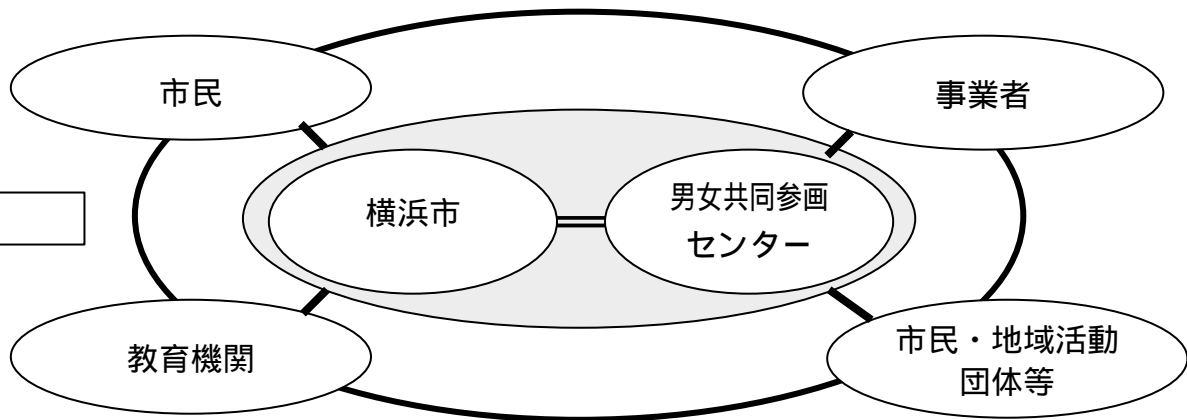 市民
事業者
横浜市
男女共同参画
センター
教育機関
市民・地域活動
団体等